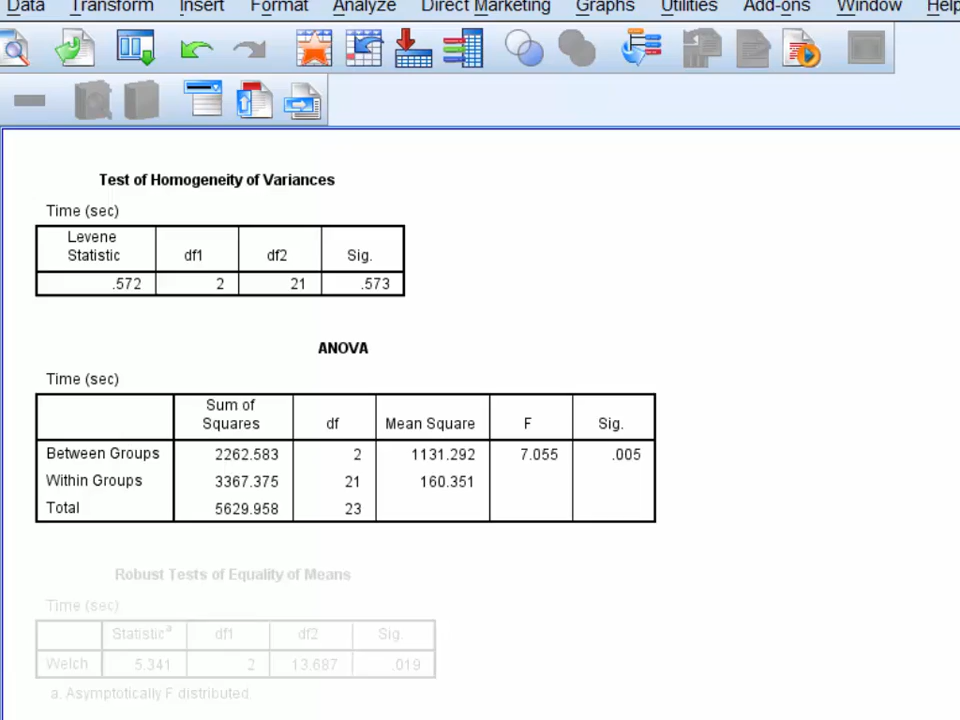 Data Transform Insert Format Analyze Direct Marketing Graphs Utilities Add-ons Window Help
Test of Homogeneity of Variances
Time (sec)
Levene Statistic df1 df2 Sig.
.572 2 21 .573
ANOVA
Time (sec)
Sum of Squares df Mean Square F Sig.
Between Groups 2262.583 2 1131.292 7.055 .005
Within Groups 3367.375 21 160.351
Total 5629.958 23
Robust Tests of Equality of Means
Time (sec)
Statistic^a df1 df2 Sig.
Welch 5.341 2 13.687 .019
a. Asymptotically F distributed.